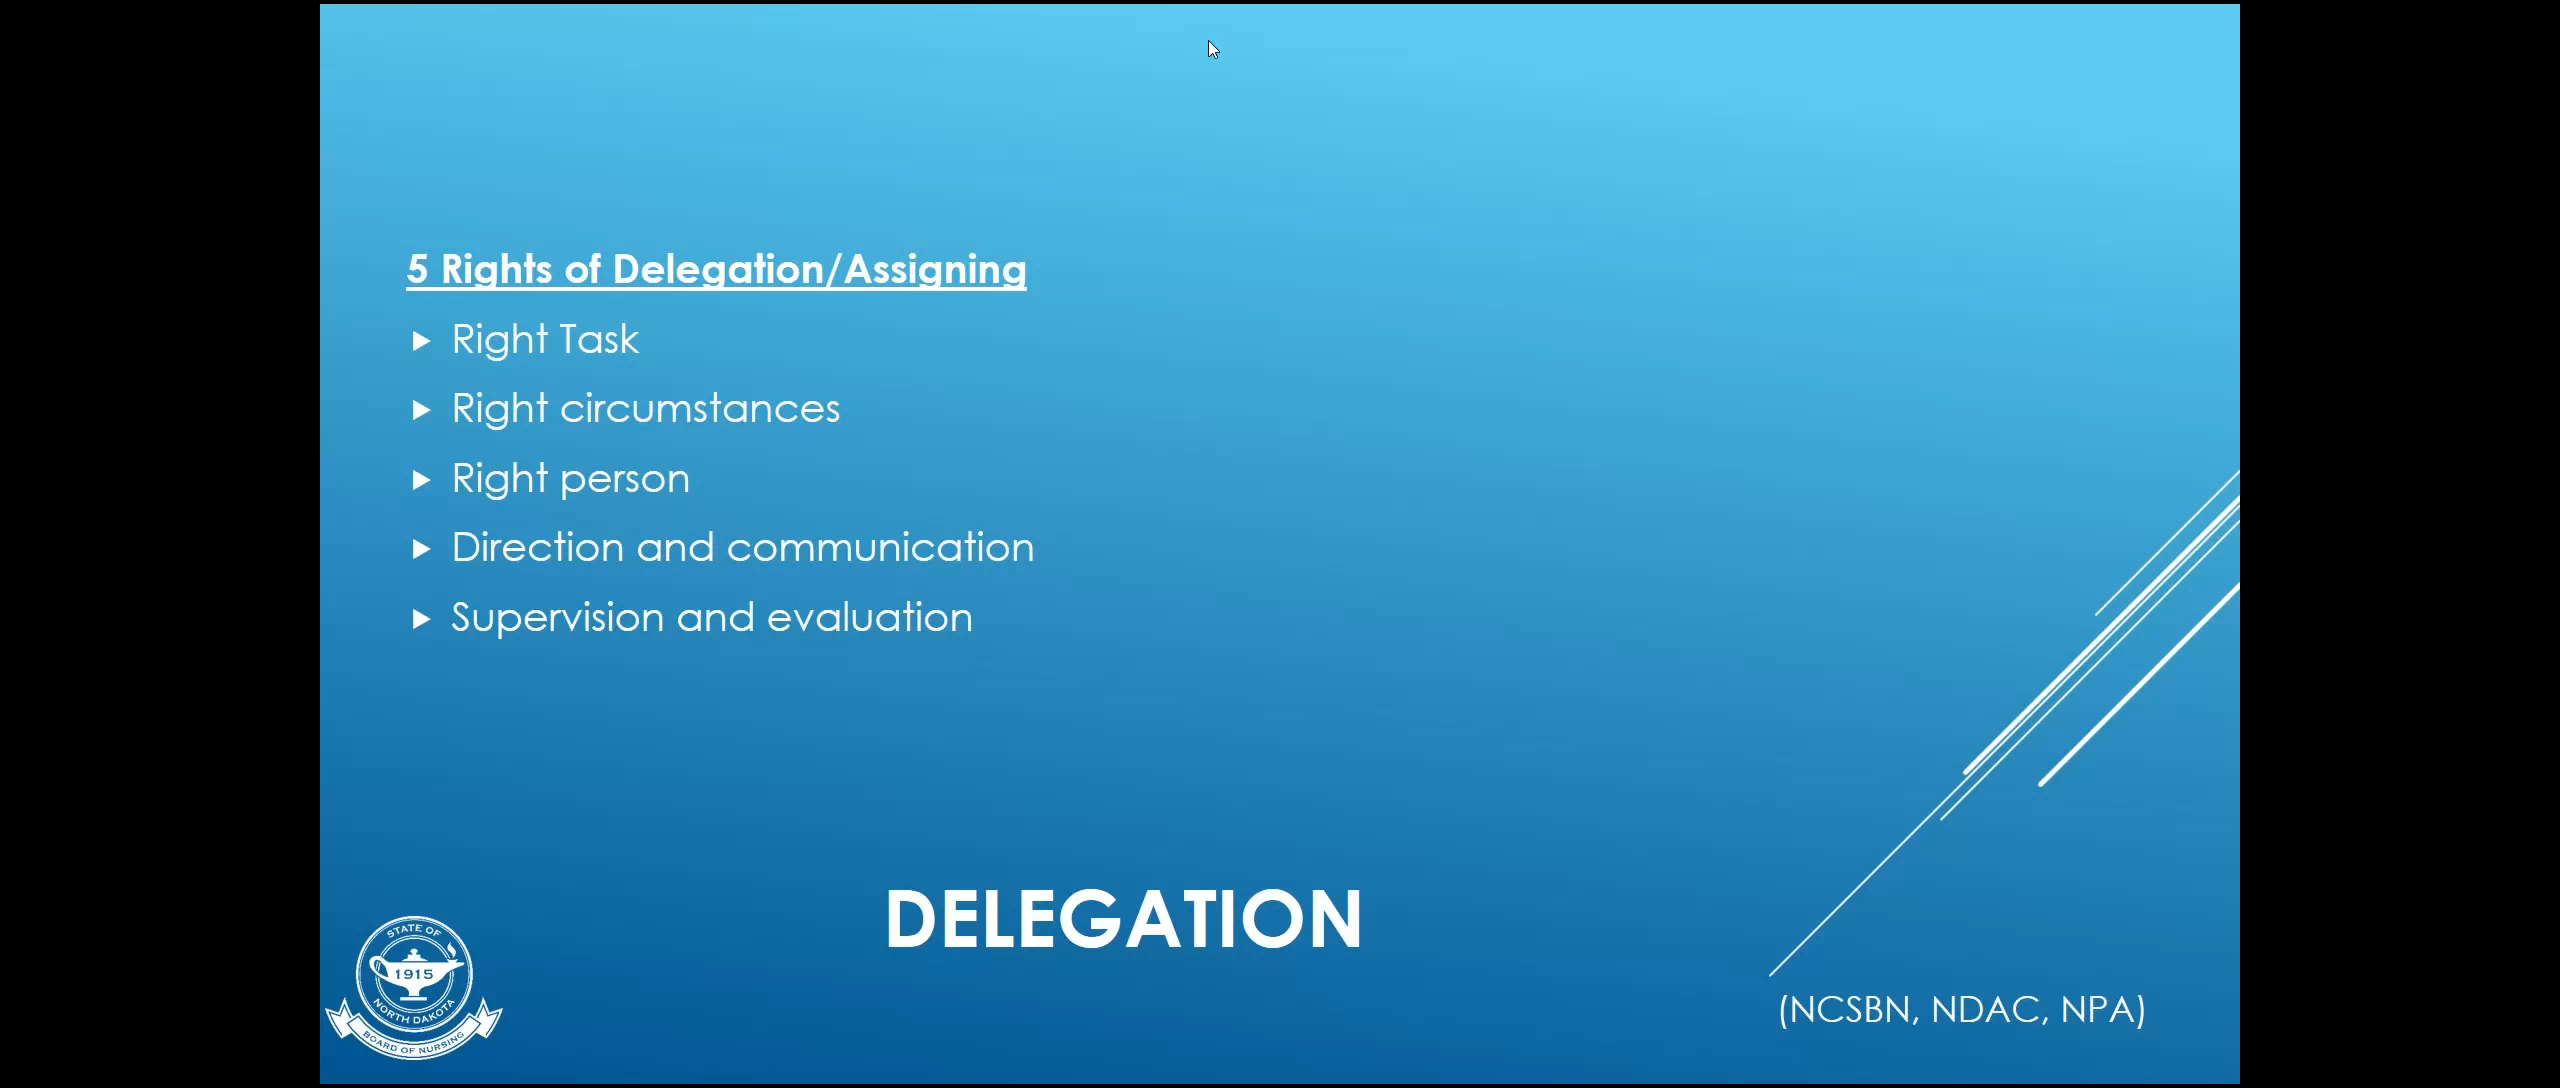 5 Rights of Delegation/Assigning
Right Task
Right circumstances
Right person
Direction and communication
Supervision and evaluation
DELEGATION
STATE OF
1915
NORTH DAKOTA
BOARD OF NURSING
(NCSBN, NDAC, NPA)